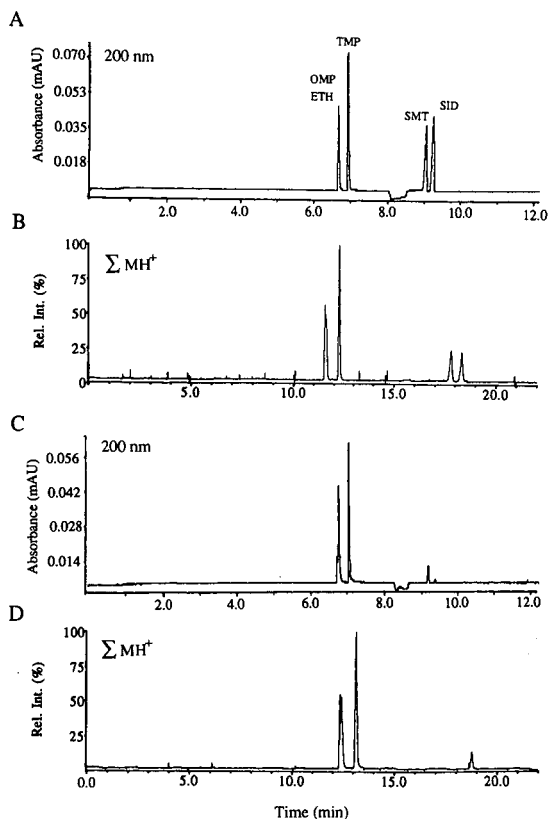 A
200 nm
TMP
OMP
ETH
SMT
SID
Absorbance (mAU)
0.070
0.053
0.035
0.018
2.0 4.0 6.0 8.0 10.0 12.0
B
∑ MH+
Rel. Int. (%)
100
75
50
25
0
5.0 10.0 15.0 20.0
C
200 nm
Absorbance (mAU)
0.056
0.042
0.028
0.014
2.0 4.0 6.0 8.0 10.0 12.0
D
∑ MH+
Rel. Int. (%)
100
75
50
25
0.0 10.0 15.0 20.0
Time (min)